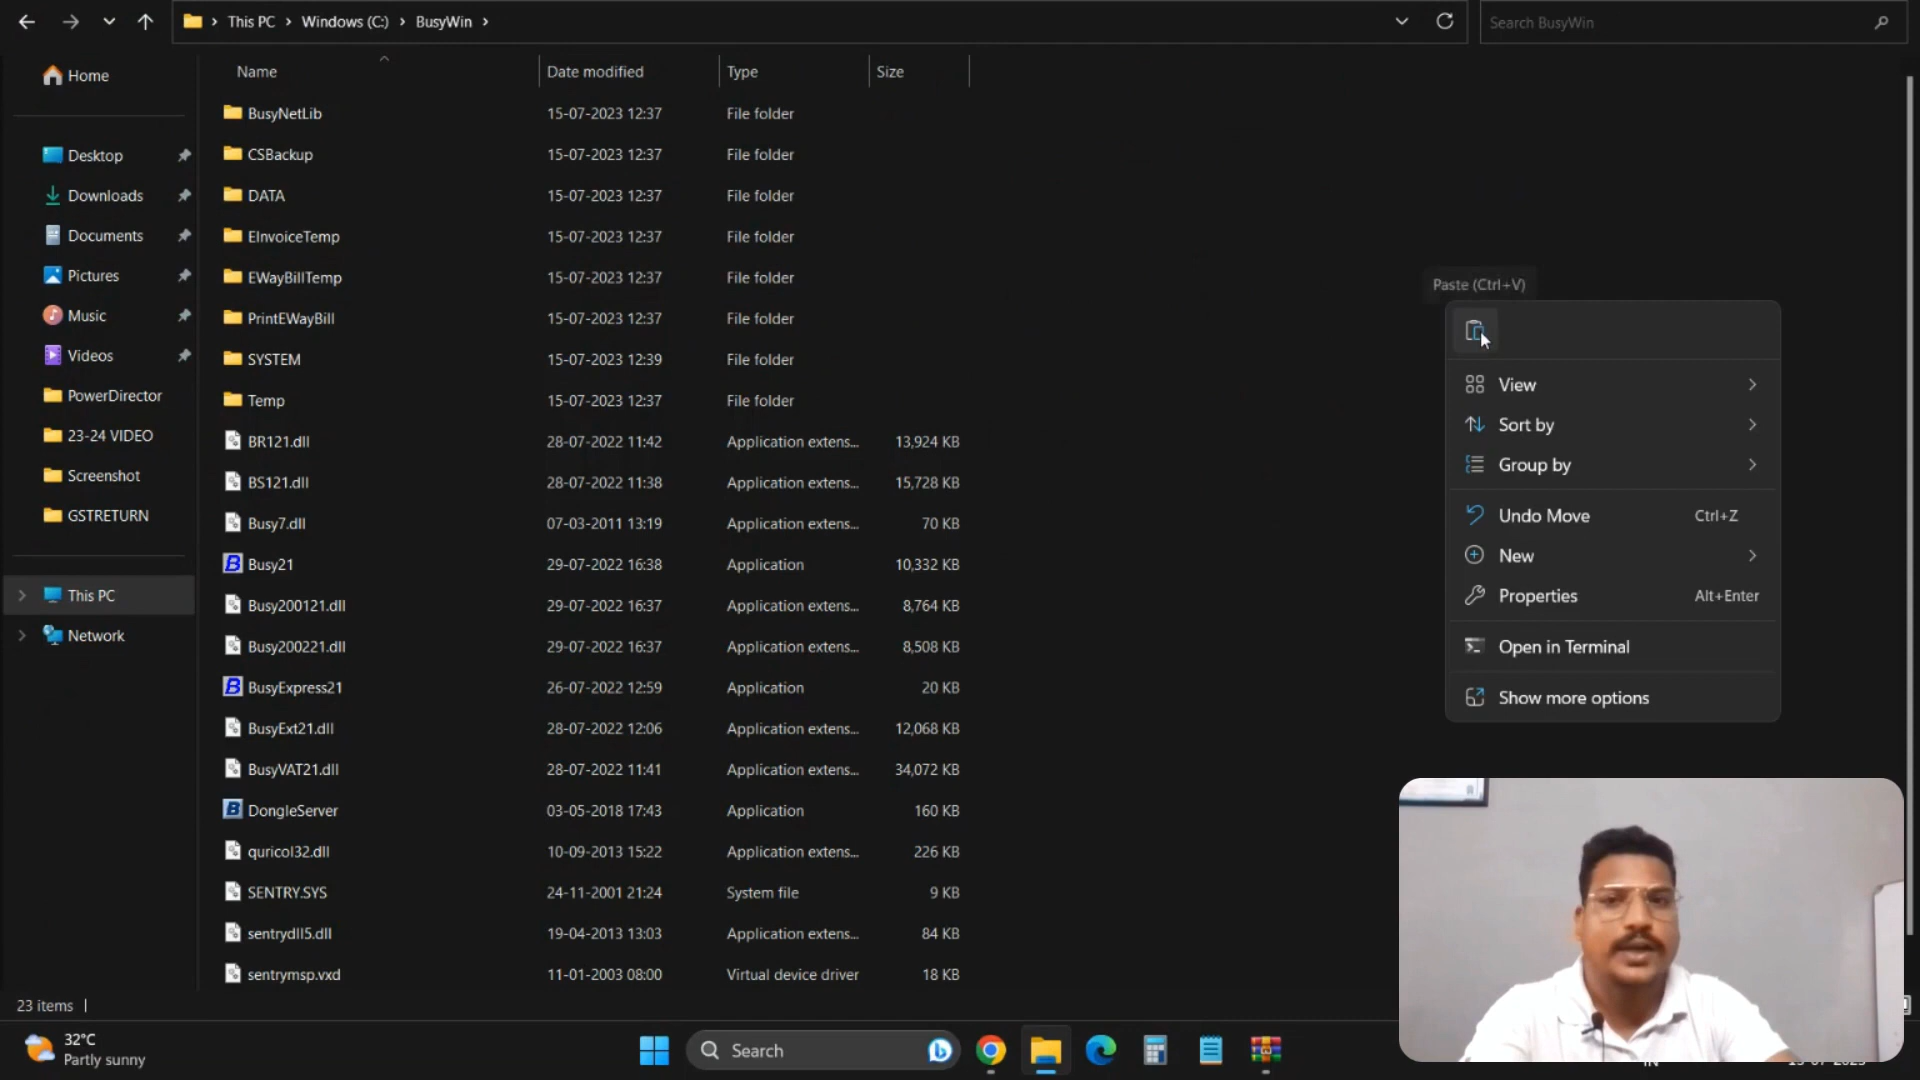 This PC > Windows (C:) > BusyWin >
Search BusyWin
Name Date modified Type Size
Home
Desktop
Downloads
Documents
Pictures
Music
Videos
PowerDirector
23-24 VIDEO
Screenshot
GSTRETURN
This PC
Network
BusyNetLib 15-07-2023 12:37 File folder
CSBackup 15-07-2023 12:37 File folder
DATA 15-07-2023 12:37 File folder
EInvoiceTemp 15-07-2023 12:37 File folder
EWayBillTemp 15-07-2023 12:37 File folder
PrintEWayBill 15-07-2023 12:37 File folder
SYSTEM 15-07-2023 12:39 File folder
Temp 15-07-2023 12:37 File folder
BR121.dll 28-07-2022 11:42 Application extens... 13,924 KB
BS121.dll 28-07-2022 11:38 Application extens... 15,728 KB
Busy7.dll 07-03-2011 13:19 Application extens... 70 KB
Busy21 29-07-2022 16:38 Application 10,332 KB
Busy200121.dll 29-07-2022 16:37 Application extens... 8,764 KB
Busy200221.dll 29-07-2022 16:37 Application extens... 8,508 KB
BusyExpress21 26-07-2022 12:59 Application 20 KB
BusyExt21.dll 28-07-2022 12:06 Application extens... 12,068 KB
BusyVAT21.dll 28-07-2022 11:41 Application extens... 34,072 KB
DongleServer 03-05-2018 17:43 Application 160 KB
quricol32.dll 10-09-2013 15:22 Application extens... 226 KB
SENTRY.SYS 24-11-2001 21:24 System file 9 KB
sentrydll5.dll 19-04-2013 13:03 Application extens... 84 KB
sentrymsp.vxd 11-01-2003 08:00 Virtual device driver 18 KB
Paste (Ctrl+V)
View
Sort by
Group by
Undo Move Ctrl+Z
New
Properties Alt+Enter
Open in Terminal
Show more options
23 items
32°C
Partly sunny
Search